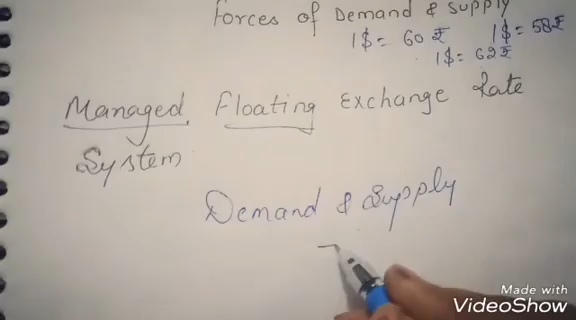 Forces of Demand & Supply
1$ = 60 ₹ 1$ = 58₹
1$ = 62₹
Managed Floating Exchange Rate
System
Demand & Supply
Made with
VideoShow